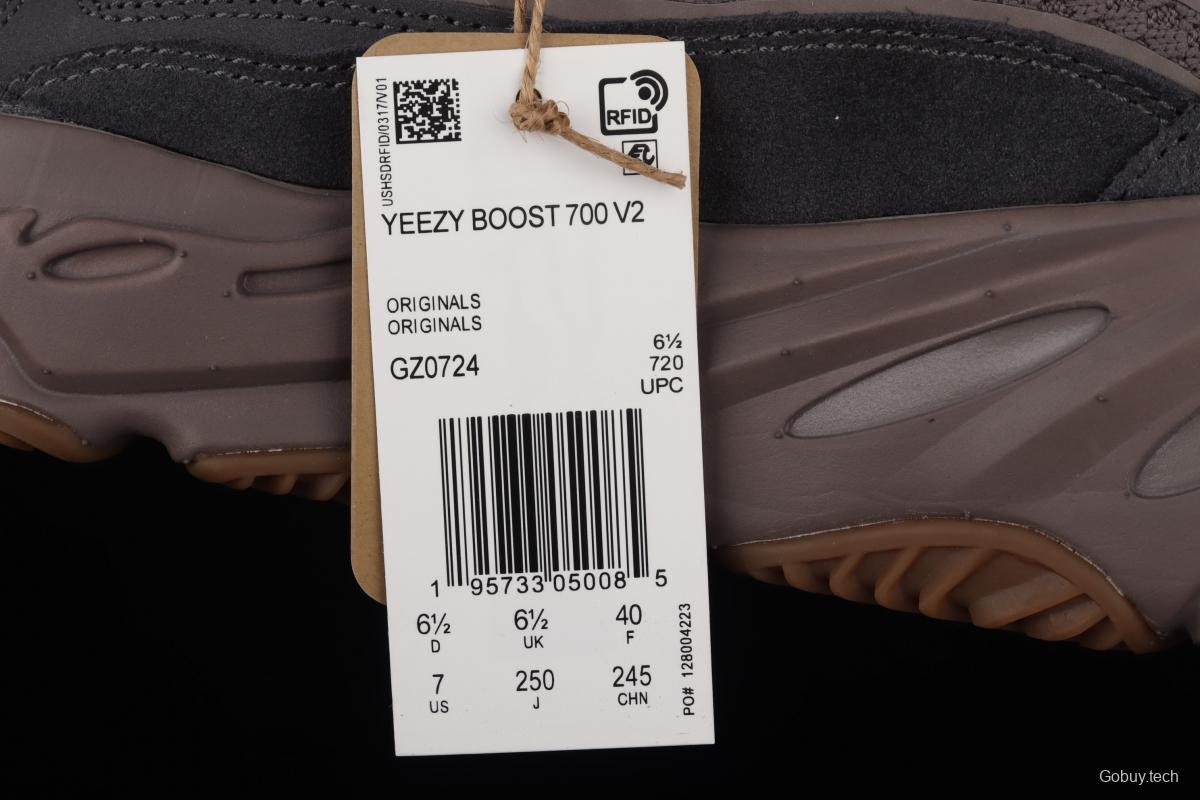 USHSDRFID/0317/V01
RFID
YEEZY BOOST 700 V2
ORIGINALS
ORIGINALS
GZ0724
6½
720
UPC
1 95733 05008 5
6½ 6½ 40
D UK F
7 250 245
US J CHN
PO# 128004223
Gobuy.tech